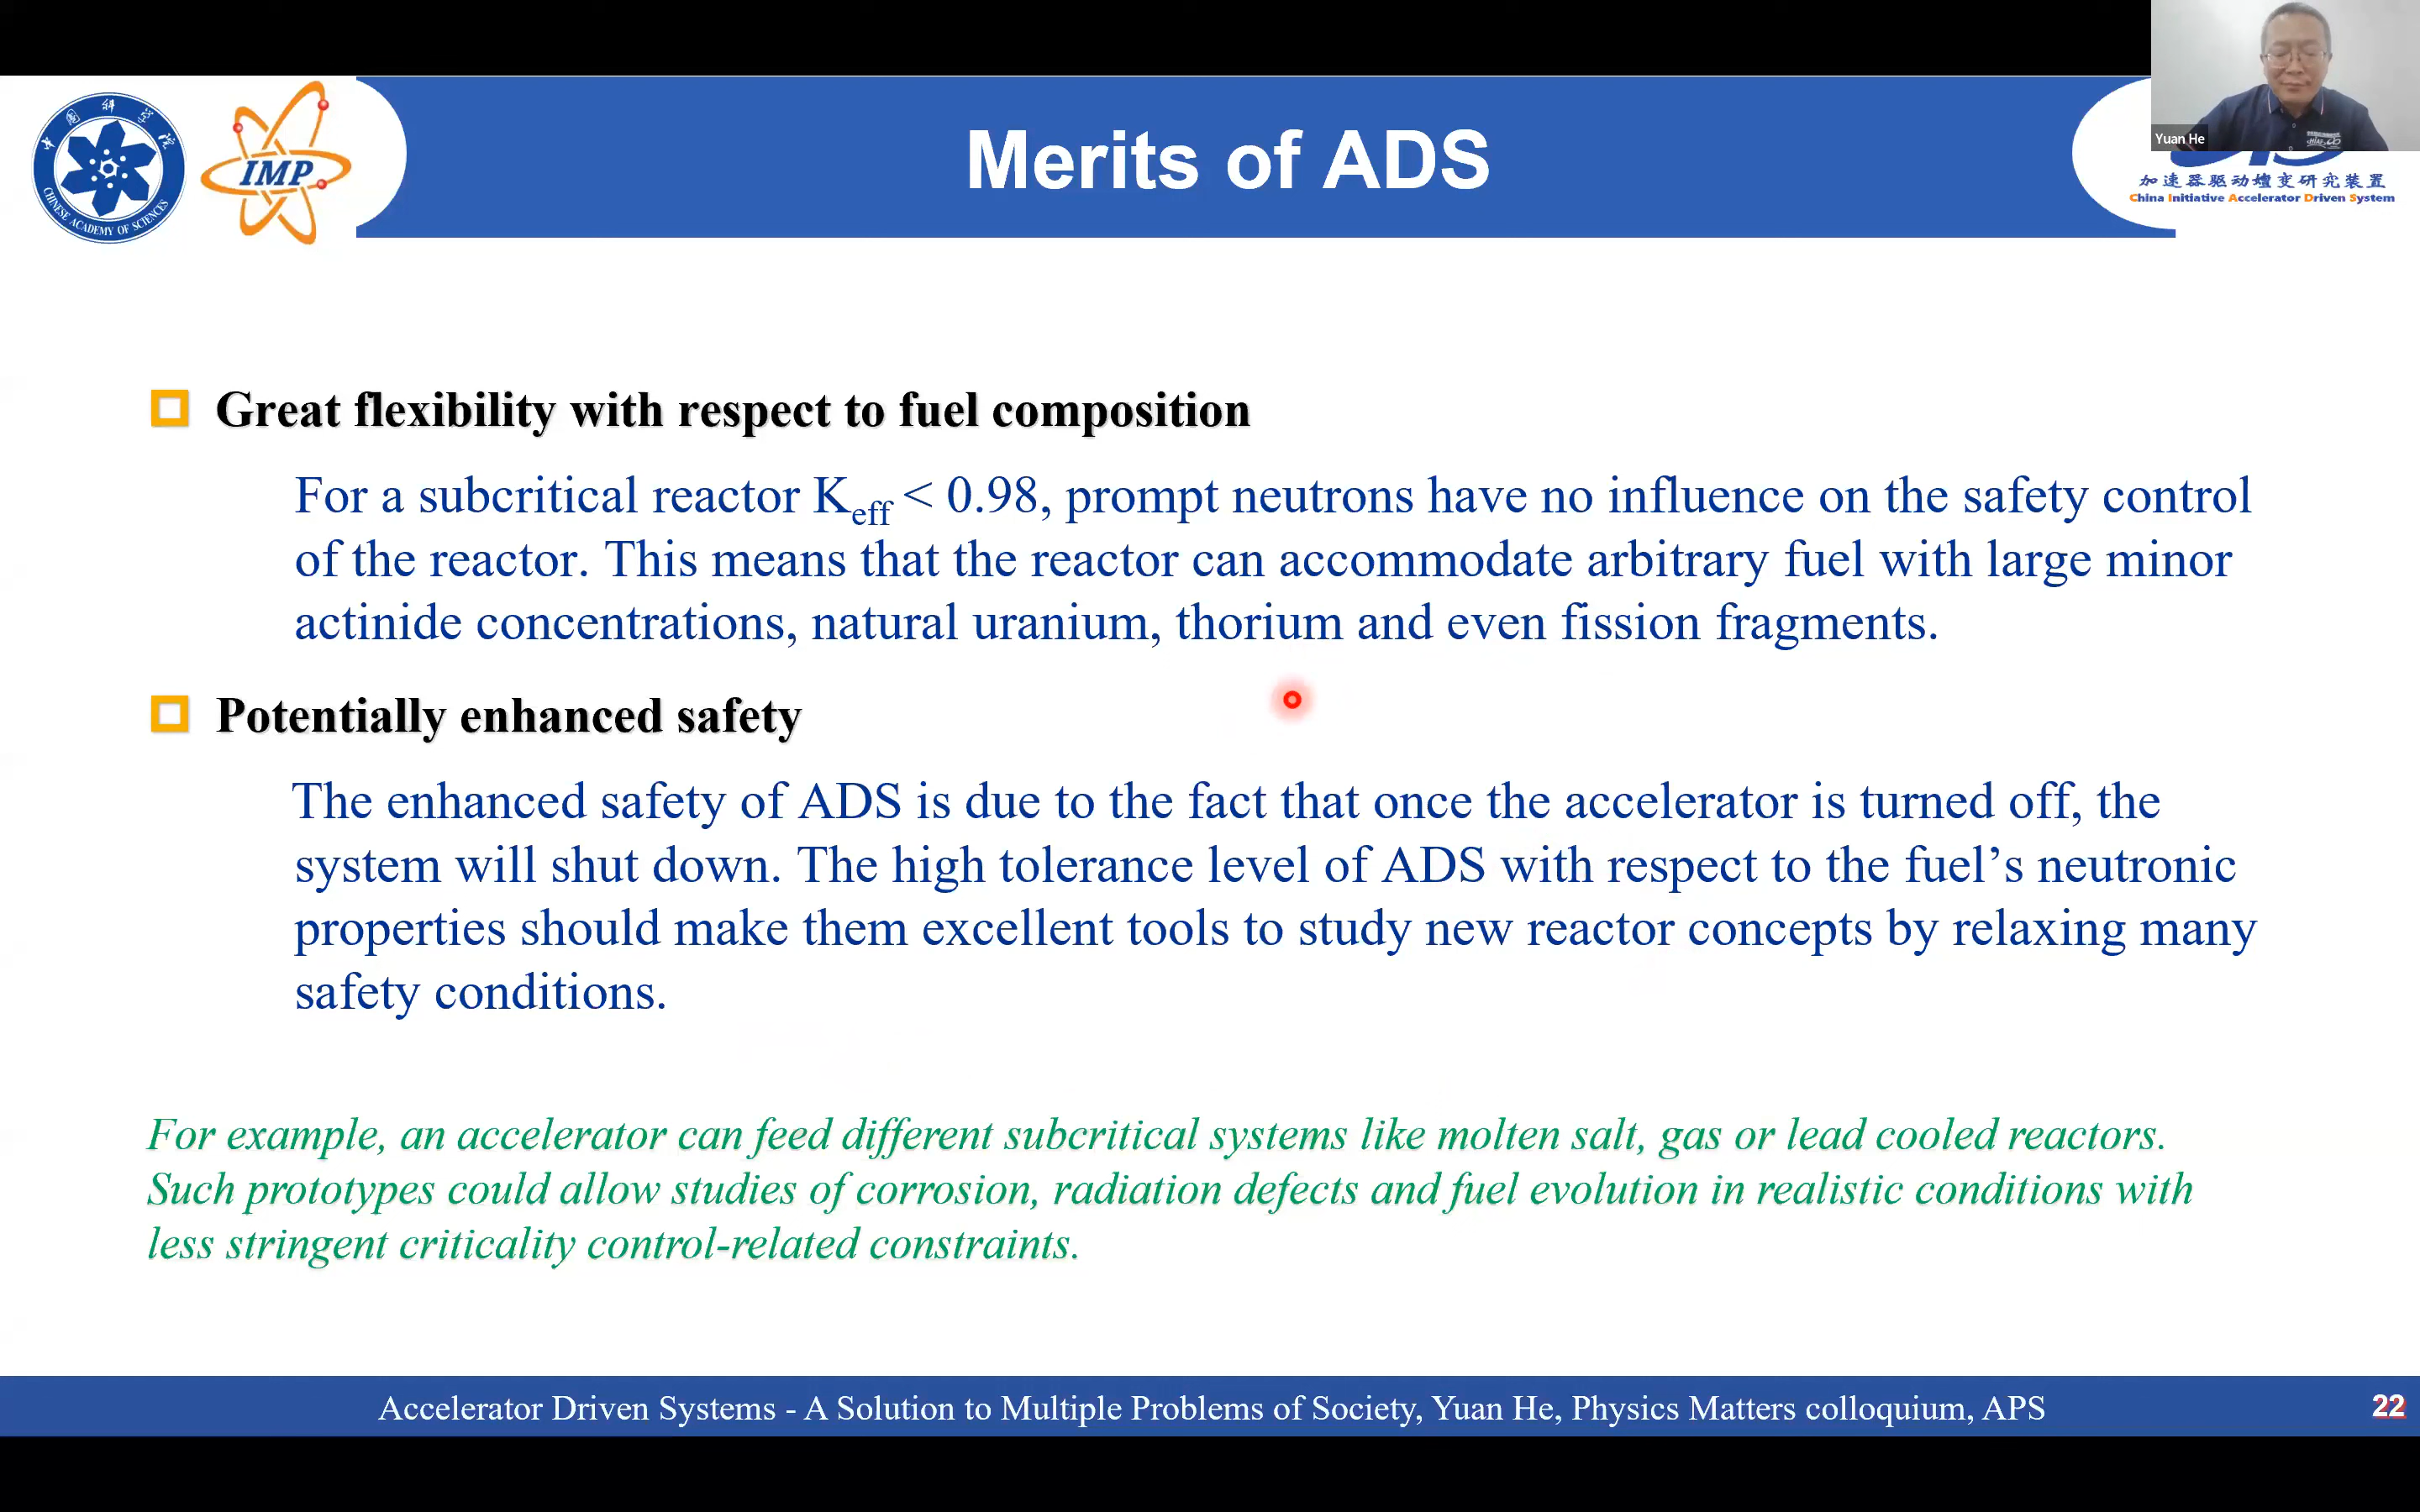 Merits of ADS
中国科学院
CHINESE ACADEMY OF SCIENCES
IMP
Yuan He
加速器驱动嬗变研究装置
China Initiative Accelerator Driven System
Great flexibility with respect to fuel composition
For a subcritical reactor Keff < 0.98, prompt neutrons have no influence on the safety control
of the reactor. This means that the reactor can accommodate arbitrary fuel with large minor
actinide concentrations, natural uranium, thorium and even fission fragments.
Potentially enhanced safety
The enhanced safety of ADS is due to the fact that once the accelerator is turned off, the
system will shut down. The high tolerance level of ADS with respect to the fuel’s neutronic
properties should make them excellent tools to study new reactor concepts by relaxing many
safety conditions.
For example, an accelerator can feed different subcritical systems like molten salt, gas or lead cooled reactors.
Such prototypes could allow studies of corrosion, radiation defects and fuel evolution in realistic conditions with
less stringent criticality control-related constraints.
Accelerator Driven Systems - A Solution to Multiple Problems of Society, Yuan He, Physics Matters colloquium, APS
22